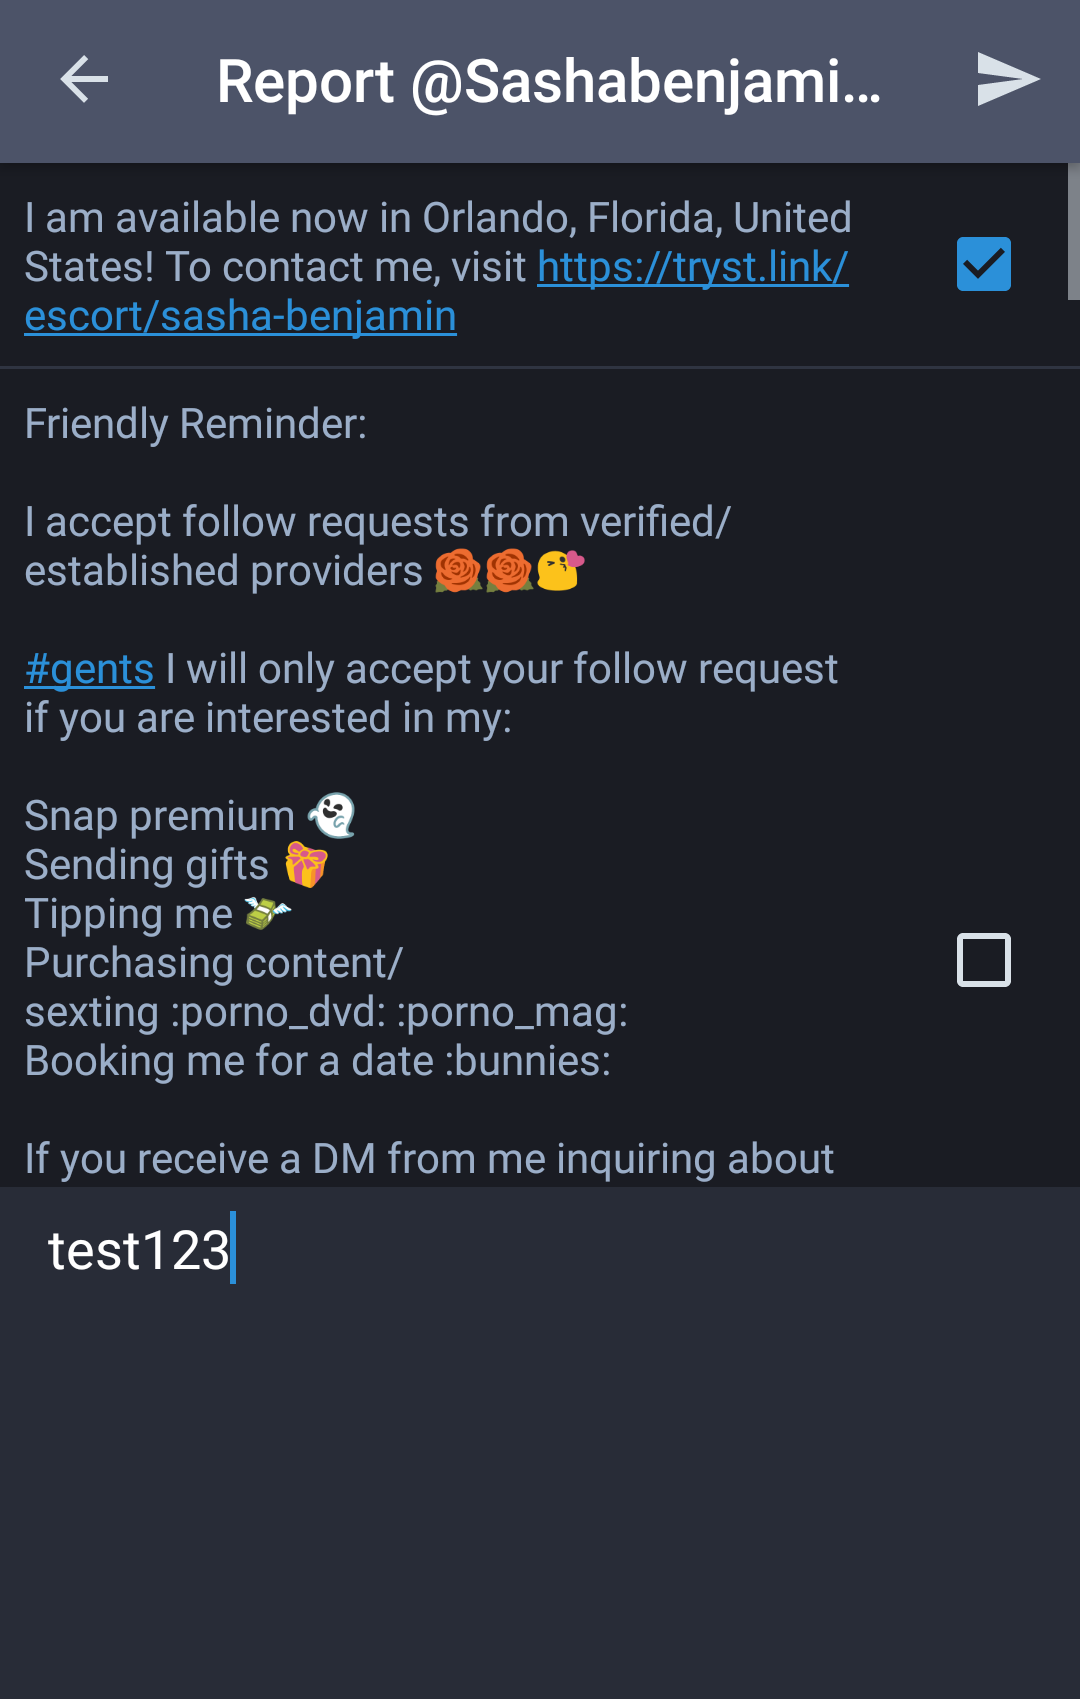 Report @Sashabenjami...
I am available now in Orlando, Florida, United
States! To contact me, visit https://tryst.link/
escort/sasha-benjamin
Friendly Reminder:
I accept follow requests from verified/
established providers 🌹🌹😘
#gents I will only accept your follow request
if you are interested in my:
Snap premium 👻
Sending gifts 🎁
Tipping me 💸
Purchasing content/
sexting :porno_dvd: :porno_mag:
Booking me for a date :bunnies:
If you receive a DM from me inquiring about
test123